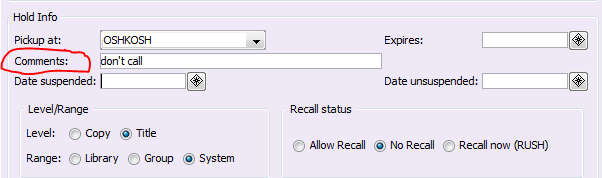 Hold Info
Pickup at: OSHKOSH Expires:
Comments: don't call
Date suspended: Date unsuspended:
Level/Range Recall status
Level: Copy Title
Allow Recall No Recall Recall now (RUSH)
Range: Library Group System